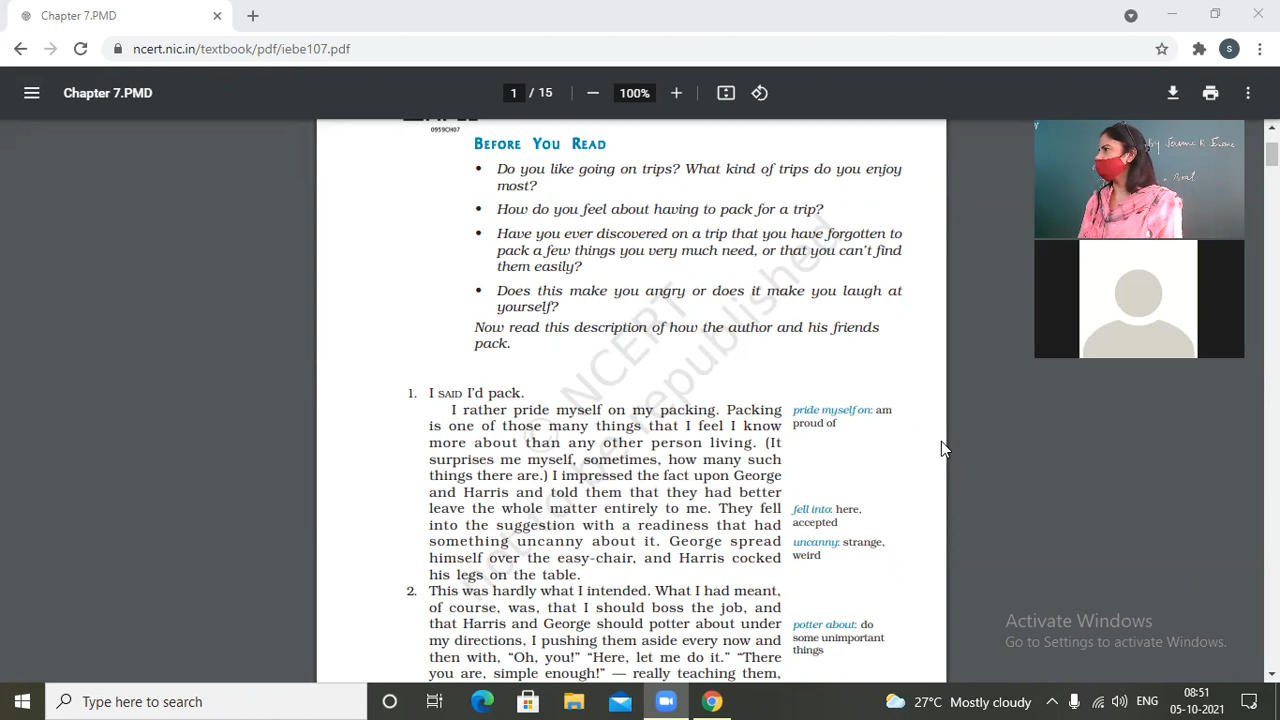 Chapter 7.PMD
ncert.nic.in/textbook/pdf/iebe107.pdf
S
Chapter 7.PMD
1 / 15
100%
0959CH07
BEFORE YOU READ
• Do you like going on trips? What kind of trips do you enjoy
most?
• How do you feel about having to pack for a trip?
• Have you ever discovered on a trip that you have forgotten to
pack a few things you very much need, or that you can't find
them easily?
• Does this make you angry or does it make you laugh at
yourself?
Now read this description of how the author and his friends
pack.
1. I SAID I'd pack.
I rather pride myself on my packing. Packing
is one of those many things that I feel I know
more about than any other person living. (It
surprises me myself, sometimes, how many such
things there are.) I impressed the fact upon George
and Harris and told them that they had better
leave the whole matter entirely to me. They fell
into the suggestion with a readiness that had
something uncanny about it. George spread
himself over the easy-chair, and Harris cocked
his legs on the table.
2. This was hardly what I intended. What I had meant,
of course, was, that I should boss the job, and
that Harris and George should potter about under
my directions, I pushing them aside every now and
then with, “Oh, you!” “Here, let me do it.” “There
you are, simple enough!” — really teaching them,
pride myself on: am
proud of
fell into: here,
accepted
uncanny: strange,
weird
potter about: do
some unimportant
things
© NCERT
not to be republished
by Jerome K Jerome
Activate Windows
Go to Settings to activate Windows.
Type here to search
27°C Mostly cloudy
ENG
08:51
05-10-2021